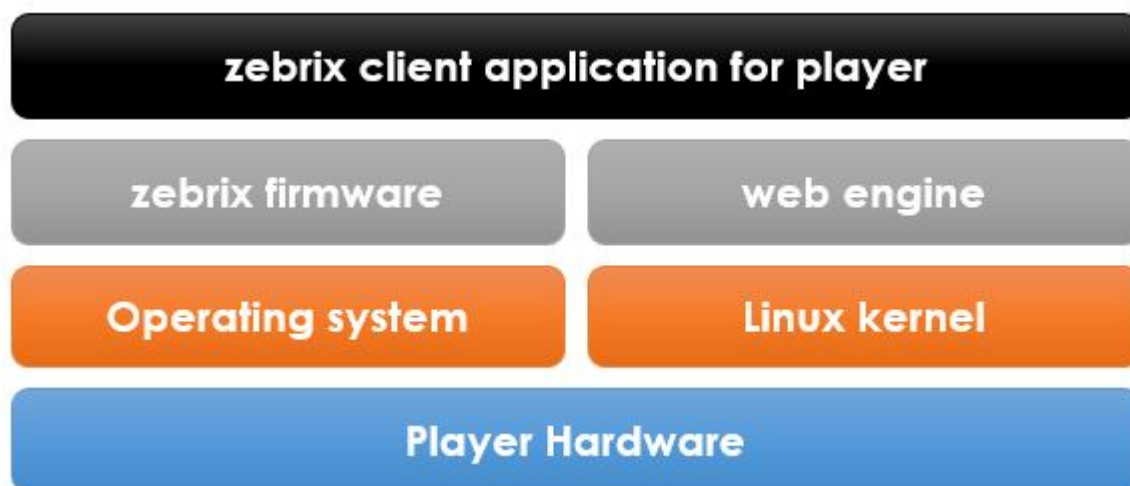 zebrix client application for player
zebrix firmware
web engine
Operating system
Linux kernel
Player Hardware